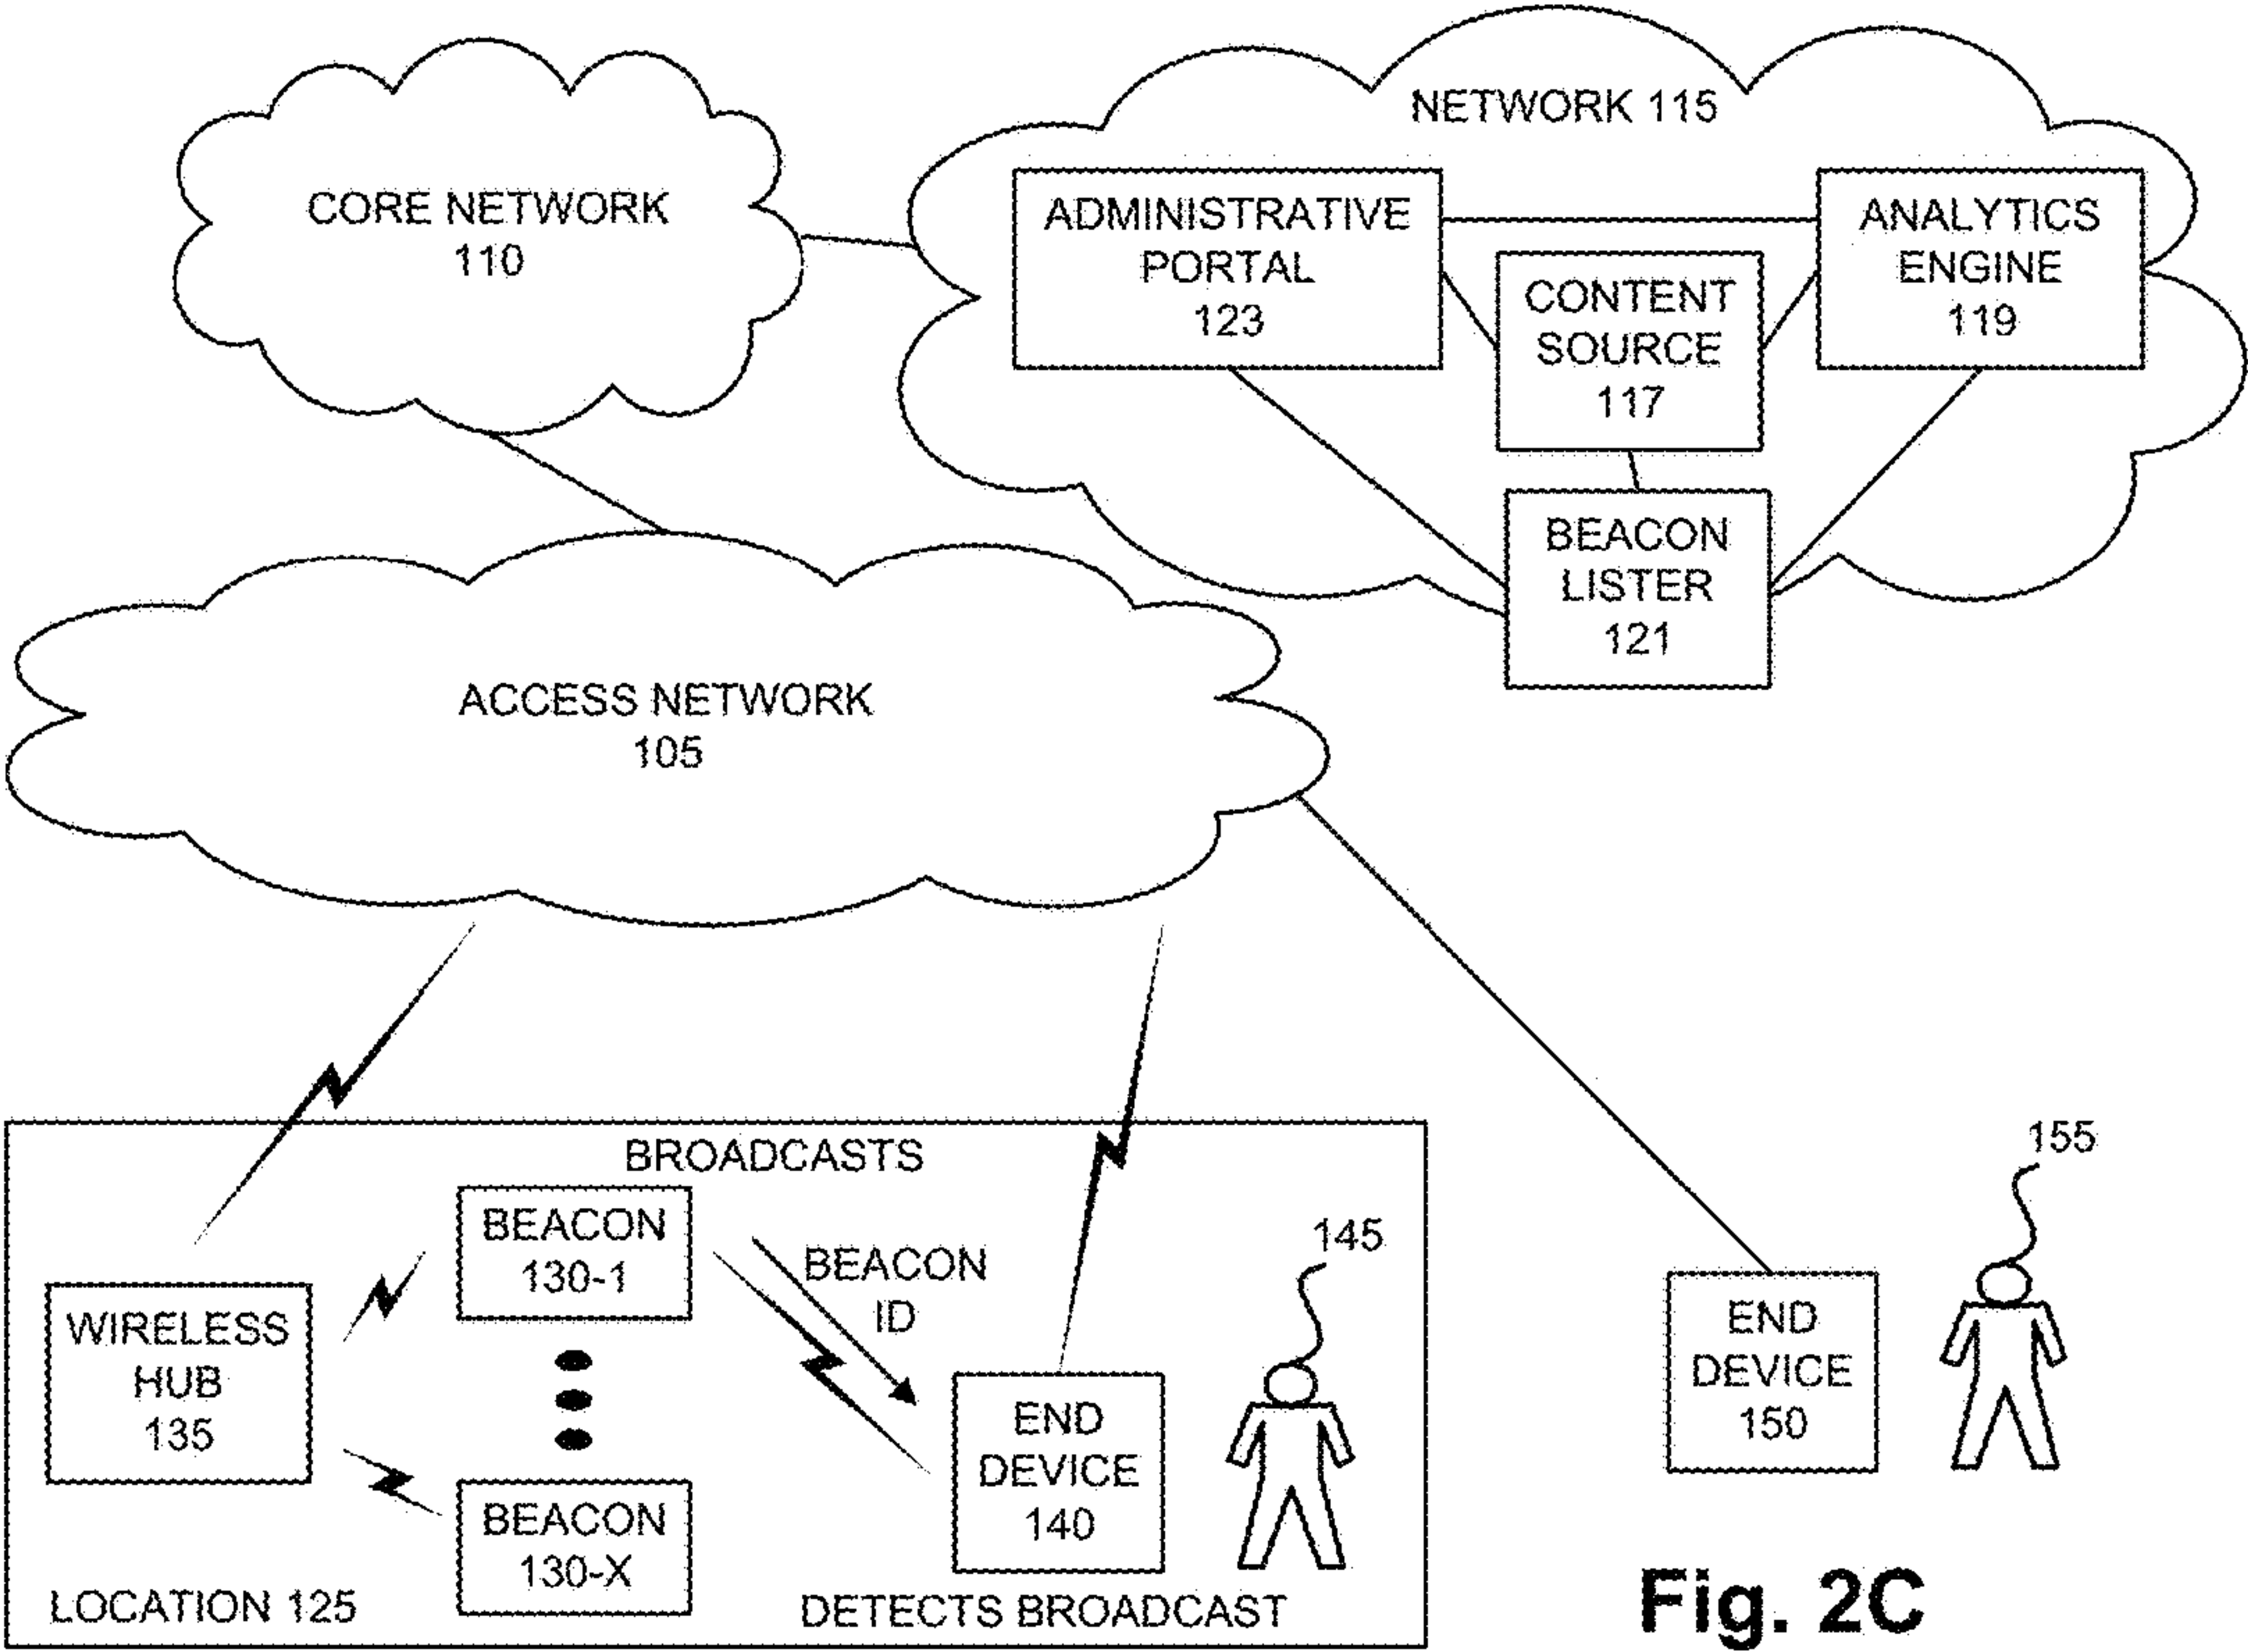 NETWORK 115
CORE NETWORK
110
ADMINISTRATIVE
PORTAL
123
CONTENT
SOURCE
117
ANALYTICS
ENGINE
119
BEACON
LISTER
121
ACCESS NETWORK
105
BROADCASTS
BEACON
130-1
BEACON
ID
WIRELESS
HUB
135
BEACON
130-X
END
DEVICE
140
145
LOCATION 125
DETECTS BROADCAST
155
END
DEVICE
150
Fig. 2C